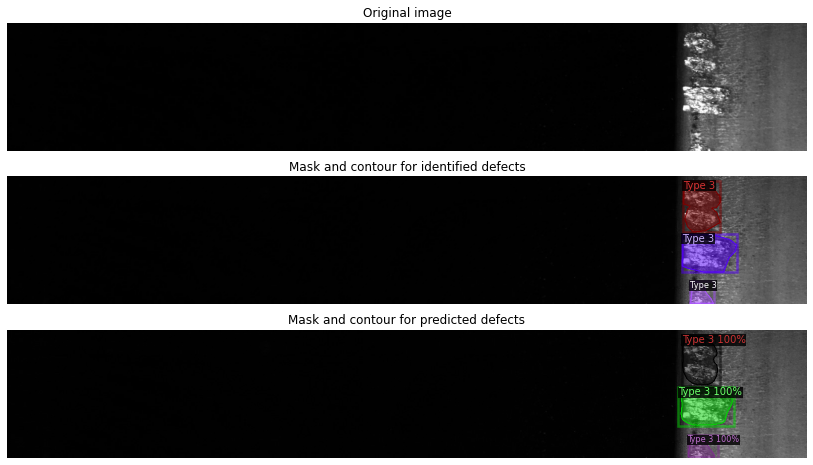 Original image
Mask and contour for identified defects
Type 3
Type 3
Type 3
Mask and contour for predicted defects
Type 3 100%
Type 3 100%
Type 3 100%